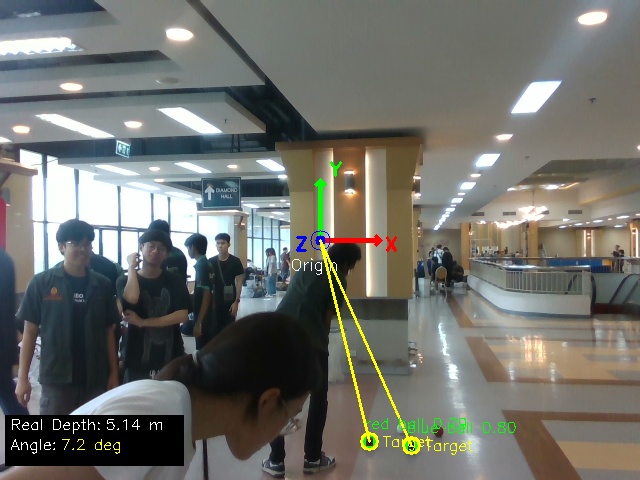 DIAMOND
HALL
Y
Z
X
Origin
Target
Target
Real Depth: 5.14 m
Angle: 7.2 deg